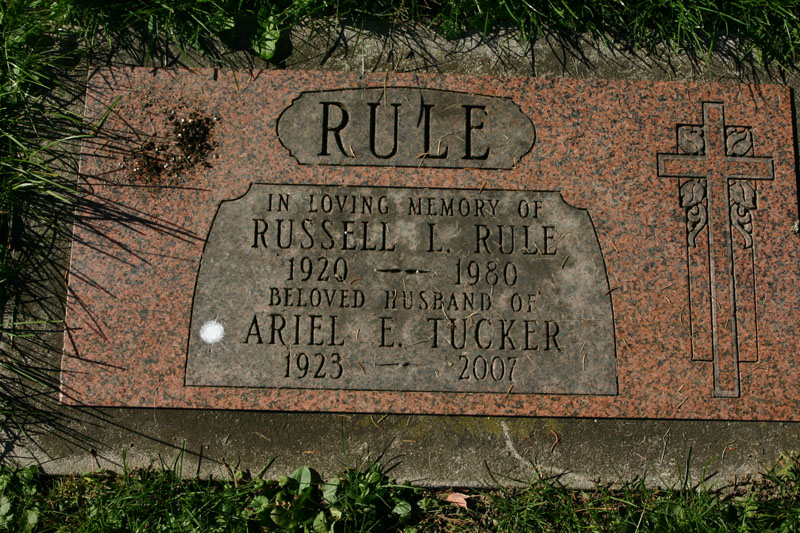 RULE
IN LOVING MEMORY OF
RUSSELL L. RULE
1920 — 1980
BELOVED HUSBAND OF
ARIEL E. TUCKER
1923 — 2007